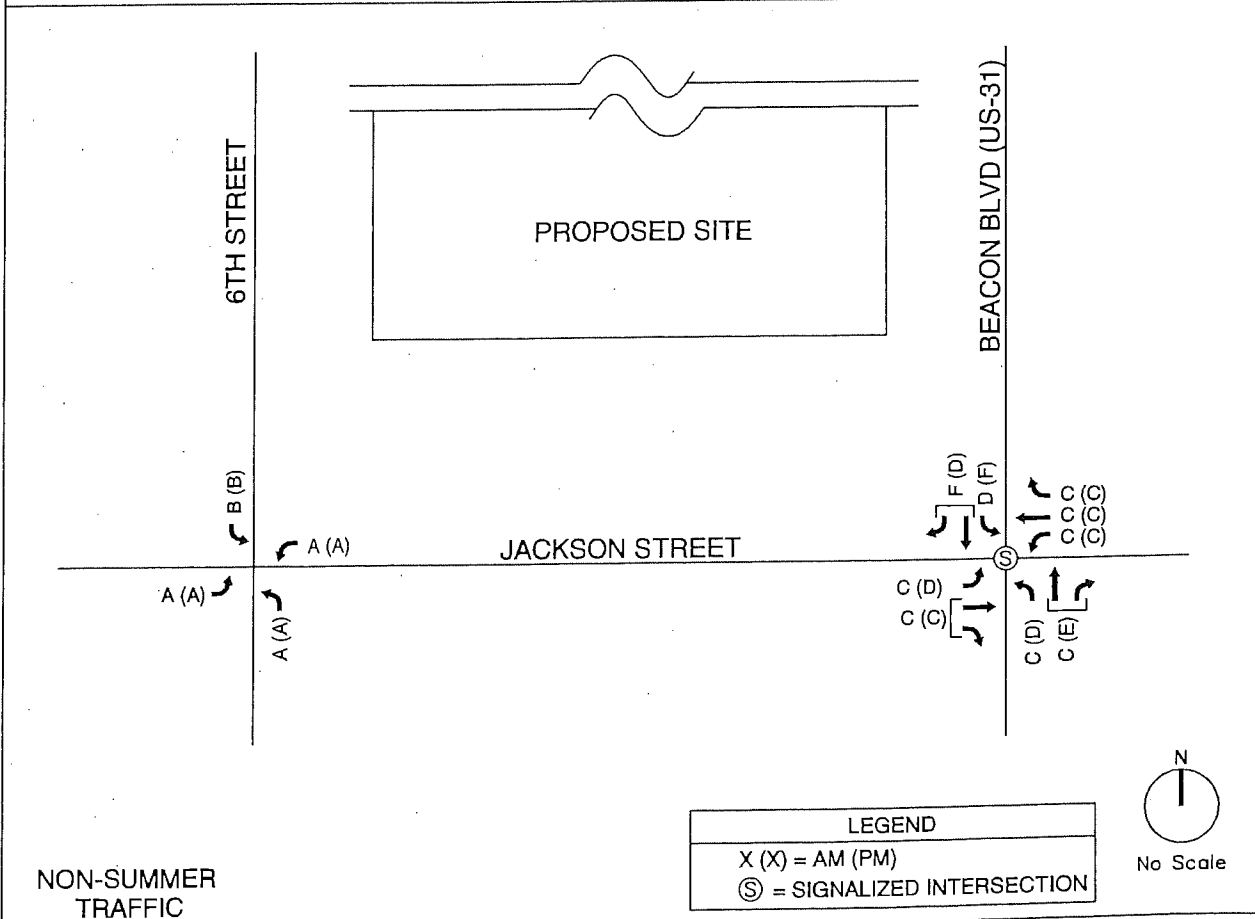 6TH STREET
PROPOSED SITE
BEACON BLVD (US-31)
B (B)
A (A)
A (A)
A (A)
JACKSON STREET
F (D)
D (F)
C (C)
C (C)
C (C)
S
C (D)
C (C)
C (D)
C (E)
N
No Scale
LEGEND
X (X) = AM (PM)
Ⓢ = SIGNALIZED INTERSECTION
NON-SUMMER
TRAFFIC